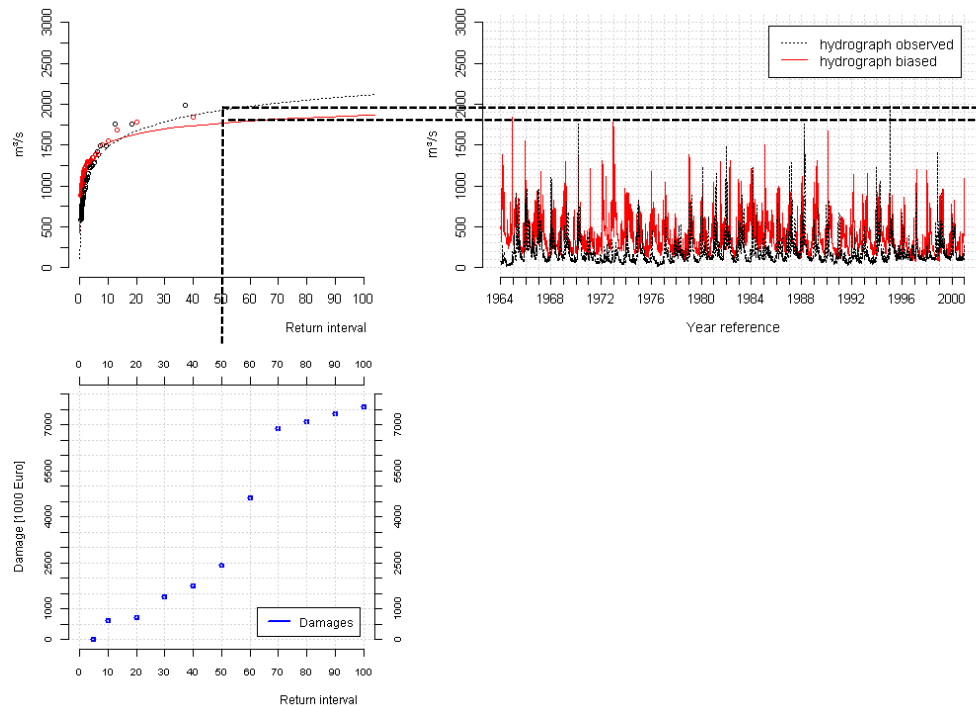 0 500 1000 1500 2000 2500 3000
m³/s
0 10 20 30 40 50 60 70 80 90 100
Return interval
0 500 1000 1500 2000 2500 3000
m³/s
hydrograph observed
hydrograph biased
1964 1968 1972 1976 1980 1984 1988 1992 1996 2000
Year reference
0 10 20 30 40 50 60 70 80 90 100
0 1000 2500 4000 5500 7000
Damage [1000 Euro]
Damages
0 1000 2500 4000 5500 7000
0 10 20 30 40 50 60 70 80 90 100
Return interval